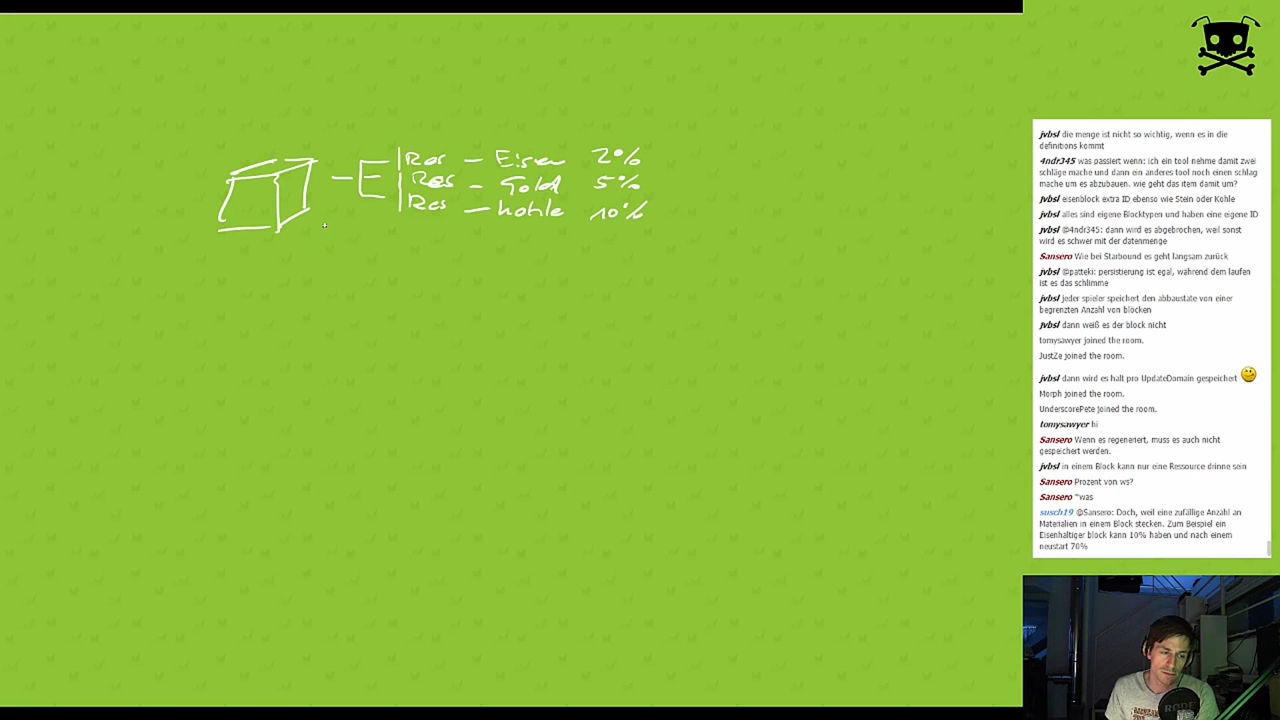 E Res – Eisen 2%
Res – Gold 5%
Res – Kohle 10%
jvbsl die menge ist nicht so wichtig, wenn es in die
definitions kommt
4ndr345 was passiert wenn: ich ein tool nehme damit zwei
schläge mache und dann ein anderes tool noch einen schlag
mache um es abzubauen. wie geht das item damit um?
jvbsl eisenblock extra ID ebenso wie Stein oder Kohle
jvbsl alles sind eigene Blocktypen und haben eine eigene ID
jvbsl @4ndr345: dann wird es abgebrochen, weil sonst
wird es schwer mit der datenmenge
Sansero Wie bei Starbound es geht langsam zurück
jvbsl @patteki: persistierung ist egal, während dem laufen
ist es das schlimme
jvbsl jeder spieler speichert den abbaustate von einer
begrenzten Anzahl von blöcken
jvbsl dann weiß es der block nicht
tomysawyer joined the room.
JustZe joined the room.
jvbsl dann wird es halt pro UpdateDomain gespeichert
Morph joined the room.
UnderscorePete joined the room.
tomysawyer hi
Sansero Wenn es regeneriert, muss es auch nicht
gespeichert werden.
jvbsl in einem Block kann nur eine Ressource drinne sein
Sansero Prozent von ws?
Sansero *was
susch19 @Sansero: Doch, weil eine zufällige Anzahl an
Materialien in einem Block stecken. Zum Beispiel ein
Eisenhaltiger block kann 10% haben und nach einem
neustart 70%